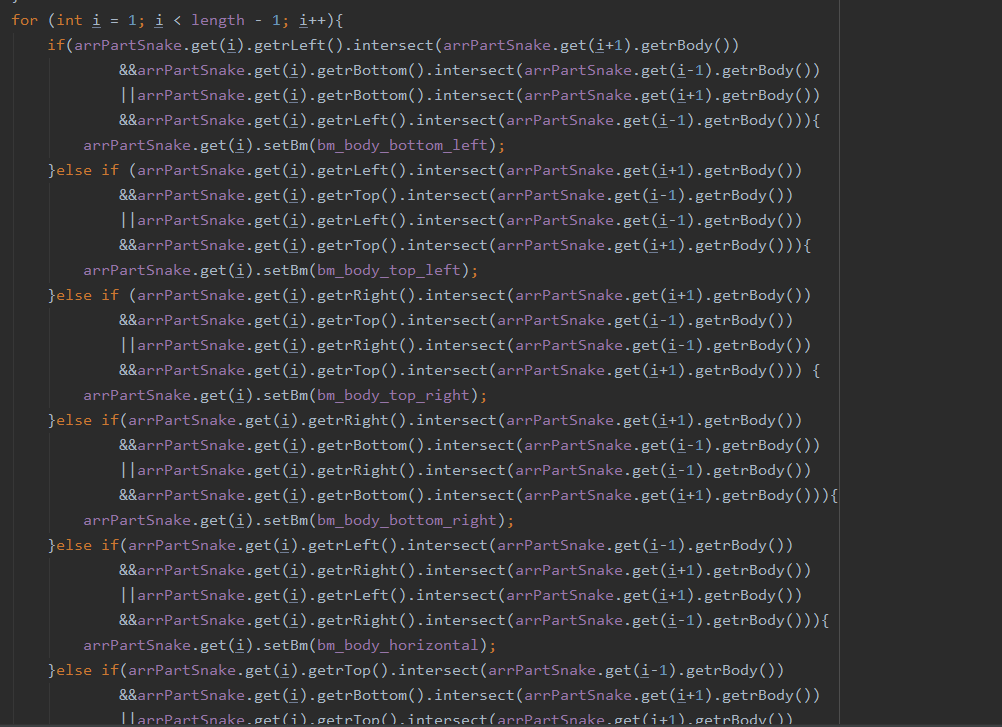 }
for (int i = 1; i < length - 1; i++){
if(arrPartSnake.get(i).getrLeft().intersect(arrPartSnake.get(i+1).getrBody())
&&arrPartSnake.get(i).getrBottom().intersect(arrPartSnake.get(i-1).getrBody())
||arrPartSnake.get(i).getrBottom().intersect(arrPartSnake.get(i+1).getrBody())
&&arrPartSnake.get(i).getrLeft().intersect(arrPartSnake.get(i-1).getrBody())){
arrPartSnake.get(i).setBm(bm_body_bottom_left);
}else if (arrPartSnake.get(i).getrLeft().intersect(arrPartSnake.get(i+1).getrBody())
&&arrPartSnake.get(i).getrTop().intersect(arrPartSnake.get(i-1).getrBody())
||arrPartSnake.get(i).getrLeft().intersect(arrPartSnake.get(i-1).getrBody())
&&arrPartSnake.get(i).getrTop().intersect(arrPartSnake.get(i+1).getrBody())){
arrPartSnake.get(i).setBm(bm_body_top_left);
}else if (arrPartSnake.get(i).getrRight().intersect(arrPartSnake.get(i+1).getrBody())
&&arrPartSnake.get(i).getrTop().intersect(arrPartSnake.get(i-1).getrBody())
||arrPartSnake.get(i).getrRight().intersect(arrPartSnake.get(i-1).getrBody())
&&arrPartSnake.get(i).getrTop().intersect(arrPartSnake.get(i+1).getrBody())) {
arrPartSnake.get(i).setBm(bm_body_top_right);
}else if(arrPartSnake.get(i).getrRight().intersect(arrPartSnake.get(i+1).getrBody())
&&arrPartSnake.get(i).getrBottom().intersect(arrPartSnake.get(i-1).getrBody())
||arrPartSnake.get(i).getrRight().intersect(arrPartSnake.get(i-1).getrBody())
&&arrPartSnake.get(i).getrBottom().intersect(arrPartSnake.get(i+1).getrBody())){
arrPartSnake.get(i).setBm(bm_body_bottom_right);
}else if(arrPartSnake.get(i).getrLeft().intersect(arrPartSnake.get(i-1).getrBody())
&&arrPartSnake.get(i).getrRight().intersect(arrPartSnake.get(i+1).getrBody())
||arrPartSnake.get(i).getrLeft().intersect(arrPartSnake.get(i+1).getrBody())
&&arrPartSnake.get(i).getrRight().intersect(arrPartSnake.get(i-1).getrBody())){
arrPartSnake.get(i).setBm(bm_body_horizontal);
}else if(arrPartSnake.get(i).getrTop().intersect(arrPartSnake.get(i-1).getrBody())
&&arrPartSnake.get(i).getrBottom().intersect(arrPartSnake.get(i+1).getrBody())
||arrPartSnake.get(i).getrTop().intersect(arrPartSnake.get(i+1).getrBody())